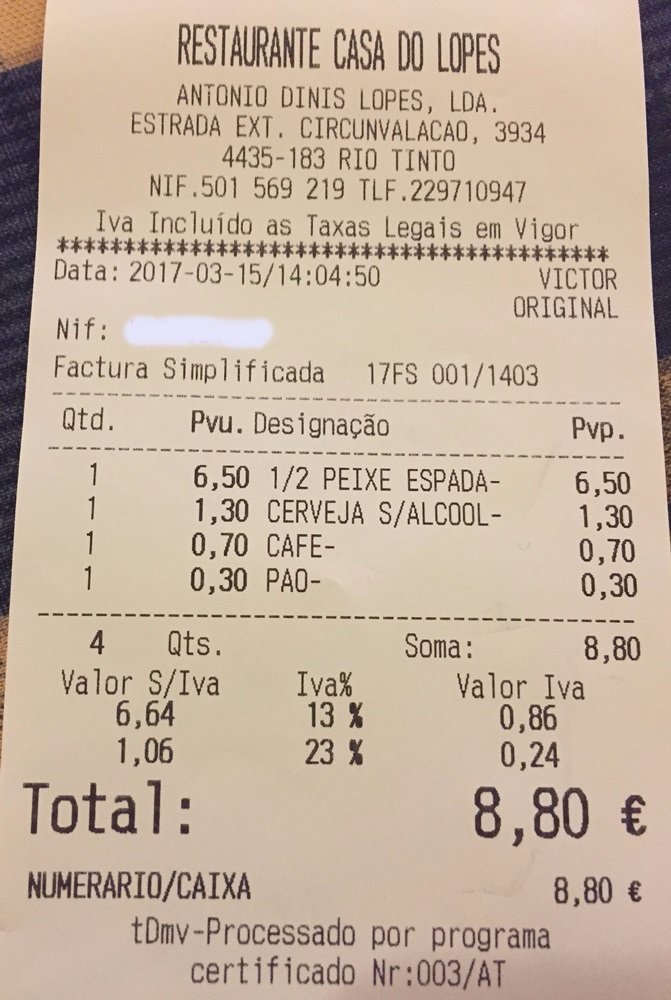 RESTAURANTE CASA DO LOPES
ANTONIO DINIS LOPES, LDA.
ESTRADA EXT. CIRCUNVALACAO, 3934
4435-183 RIO TINTO
NIF.501 569 219 TLF.229710947
Iva Incluído as Taxas Legais em Vigor
******************************************
Data: 2017-03-15/14:04:50 VICTOR
ORIGINAL
Nif:
Factura Simplificada 17FS 001/1403
Qtd. Pvu. Designação Pvp.
1 6,50 1/2 PEIXE ESPADA- 6,50
1 1,30 CERVEJA S/ALCOOL- 1,30
1 0,70 CAFE- 0,70
1 0,30 PAO- 0,30
4 Qts. Soma: 8,80
Valor S/Iva Iva% Valor Iva
6,64 13 % 0,86
1,06 23 % 0,24
Total: 8,80 €
NUMERARIO/CAIXA 8,80 €
tDmv-Processado por programa
certificado Nr:003/AT